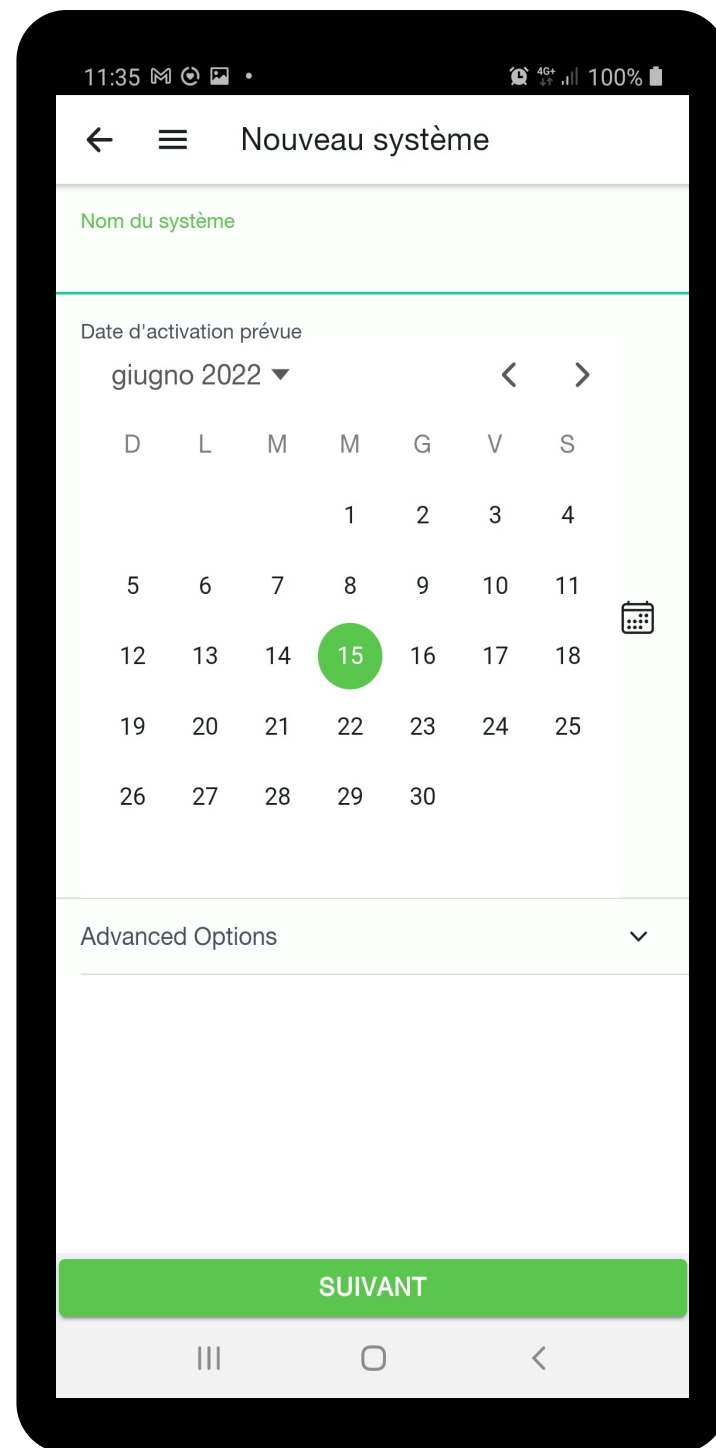 11:35 4G+ 100%
Nouveau système
Nom du système
Date d'activation prévue
giugno 2022
D L M M G V S
1 2 3 4
5 6 7 8 9 10 11
12 13 14 15 16 17 18
19 20 21 22 23 24 25
26 27 28 29 30
Advanced Options
SUIVANT